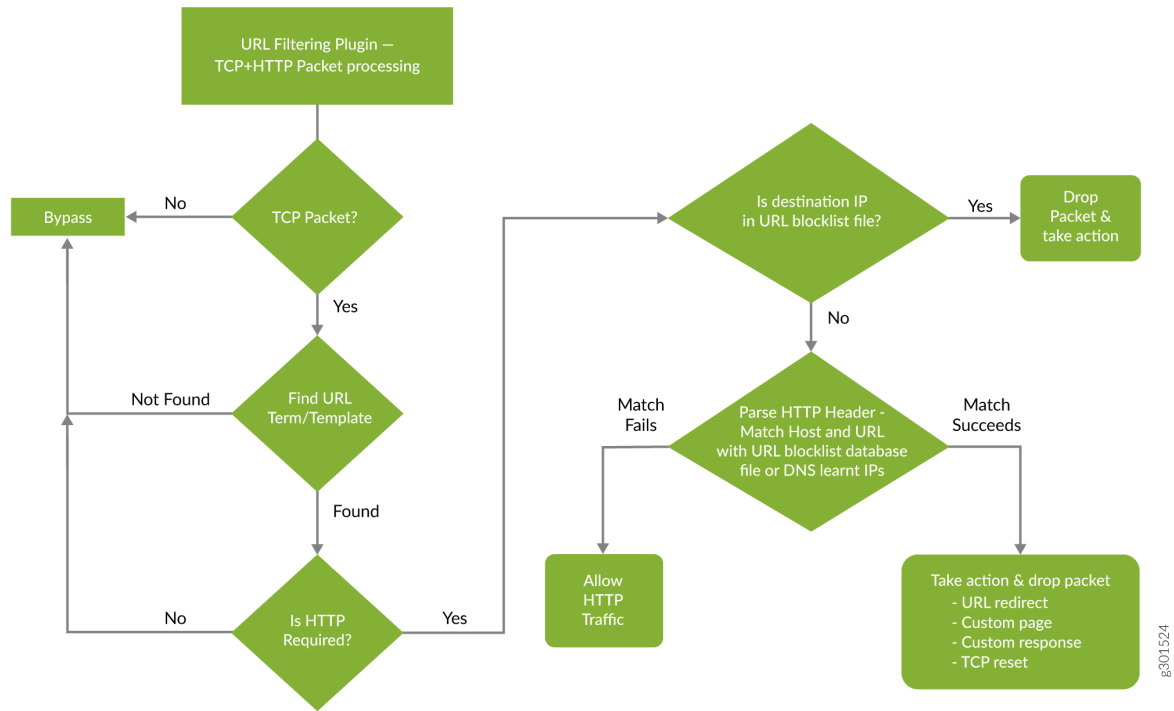 URL Filtering Plugin —
TCP+HTTP Packet processing
TCP Packet?
No
Bypass
Yes
Find URL
Term/Template
Not Found
Found
Is HTTP
Required?
No
Yes
Is destination IP
in URL blocklist file?
Yes
Drop
Packet &
take action
No
Parse HTTP Header -
Match Host and URL
with URL blocklist database
file or DNS learnt IPs
Match
Fails
Match
Succeeds
Allow
HTTP
Traffic
Take action & drop packet
- URL redirect
- Custom page
- Custom response
- TCP reset
g301524